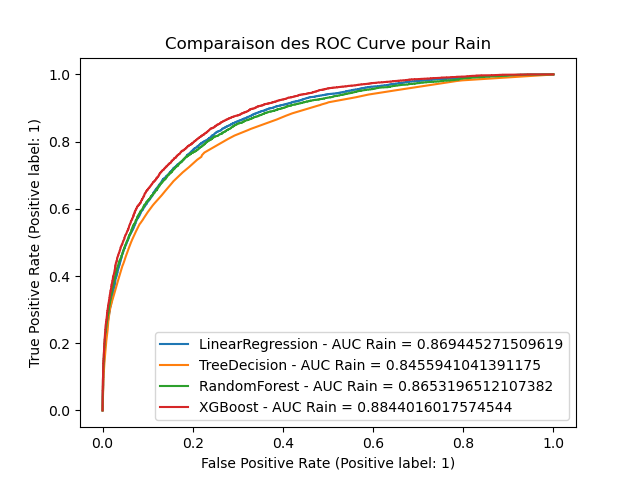 Comparaison des ROC Curve pour Rain
True Positive Rate (Positive label: 1)
1.0
0.8
0.6
0.4
0.2
0.0
LinearRegression - AUC Rain = 0.869445271509619
TreeDecision - AUC Rain = 0.8455941041391175
RandomForest - AUC Rain = 0.8653196512107382
XGBoost - AUC Rain = 0.8844016017574544
0.0 0.2 0.4 0.6 0.8 1.0
False Positive Rate (Positive label: 1)